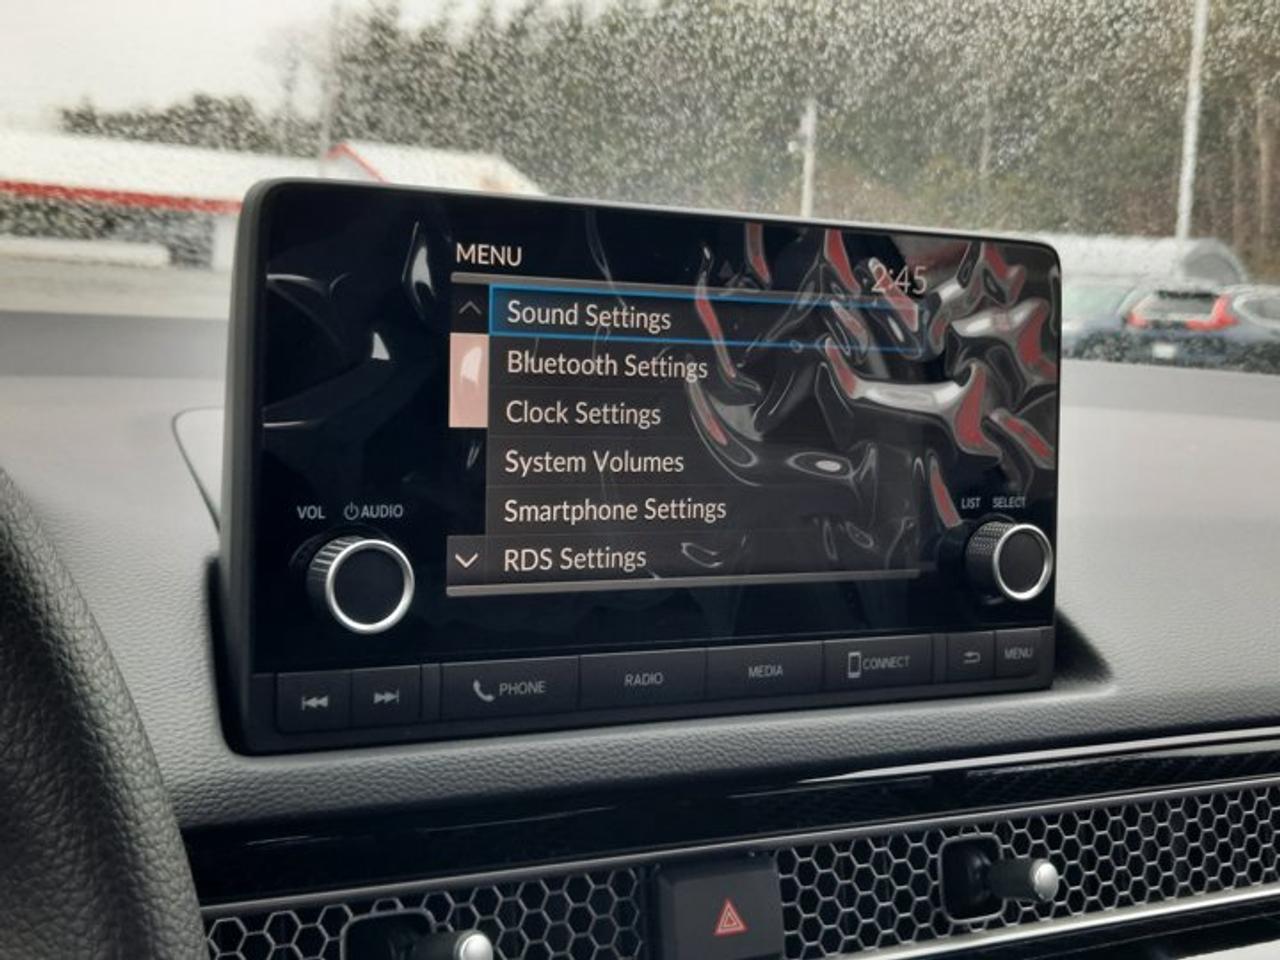 MENU
2:45
Sound Settings
Bluetooth Settings
Clock Settings
System Volumes
Smartphone Settings
RDS Settings
VOL AUDIO
LIST SELECT
PHONE
RADIO
MEDIA
CONNECT
MENU